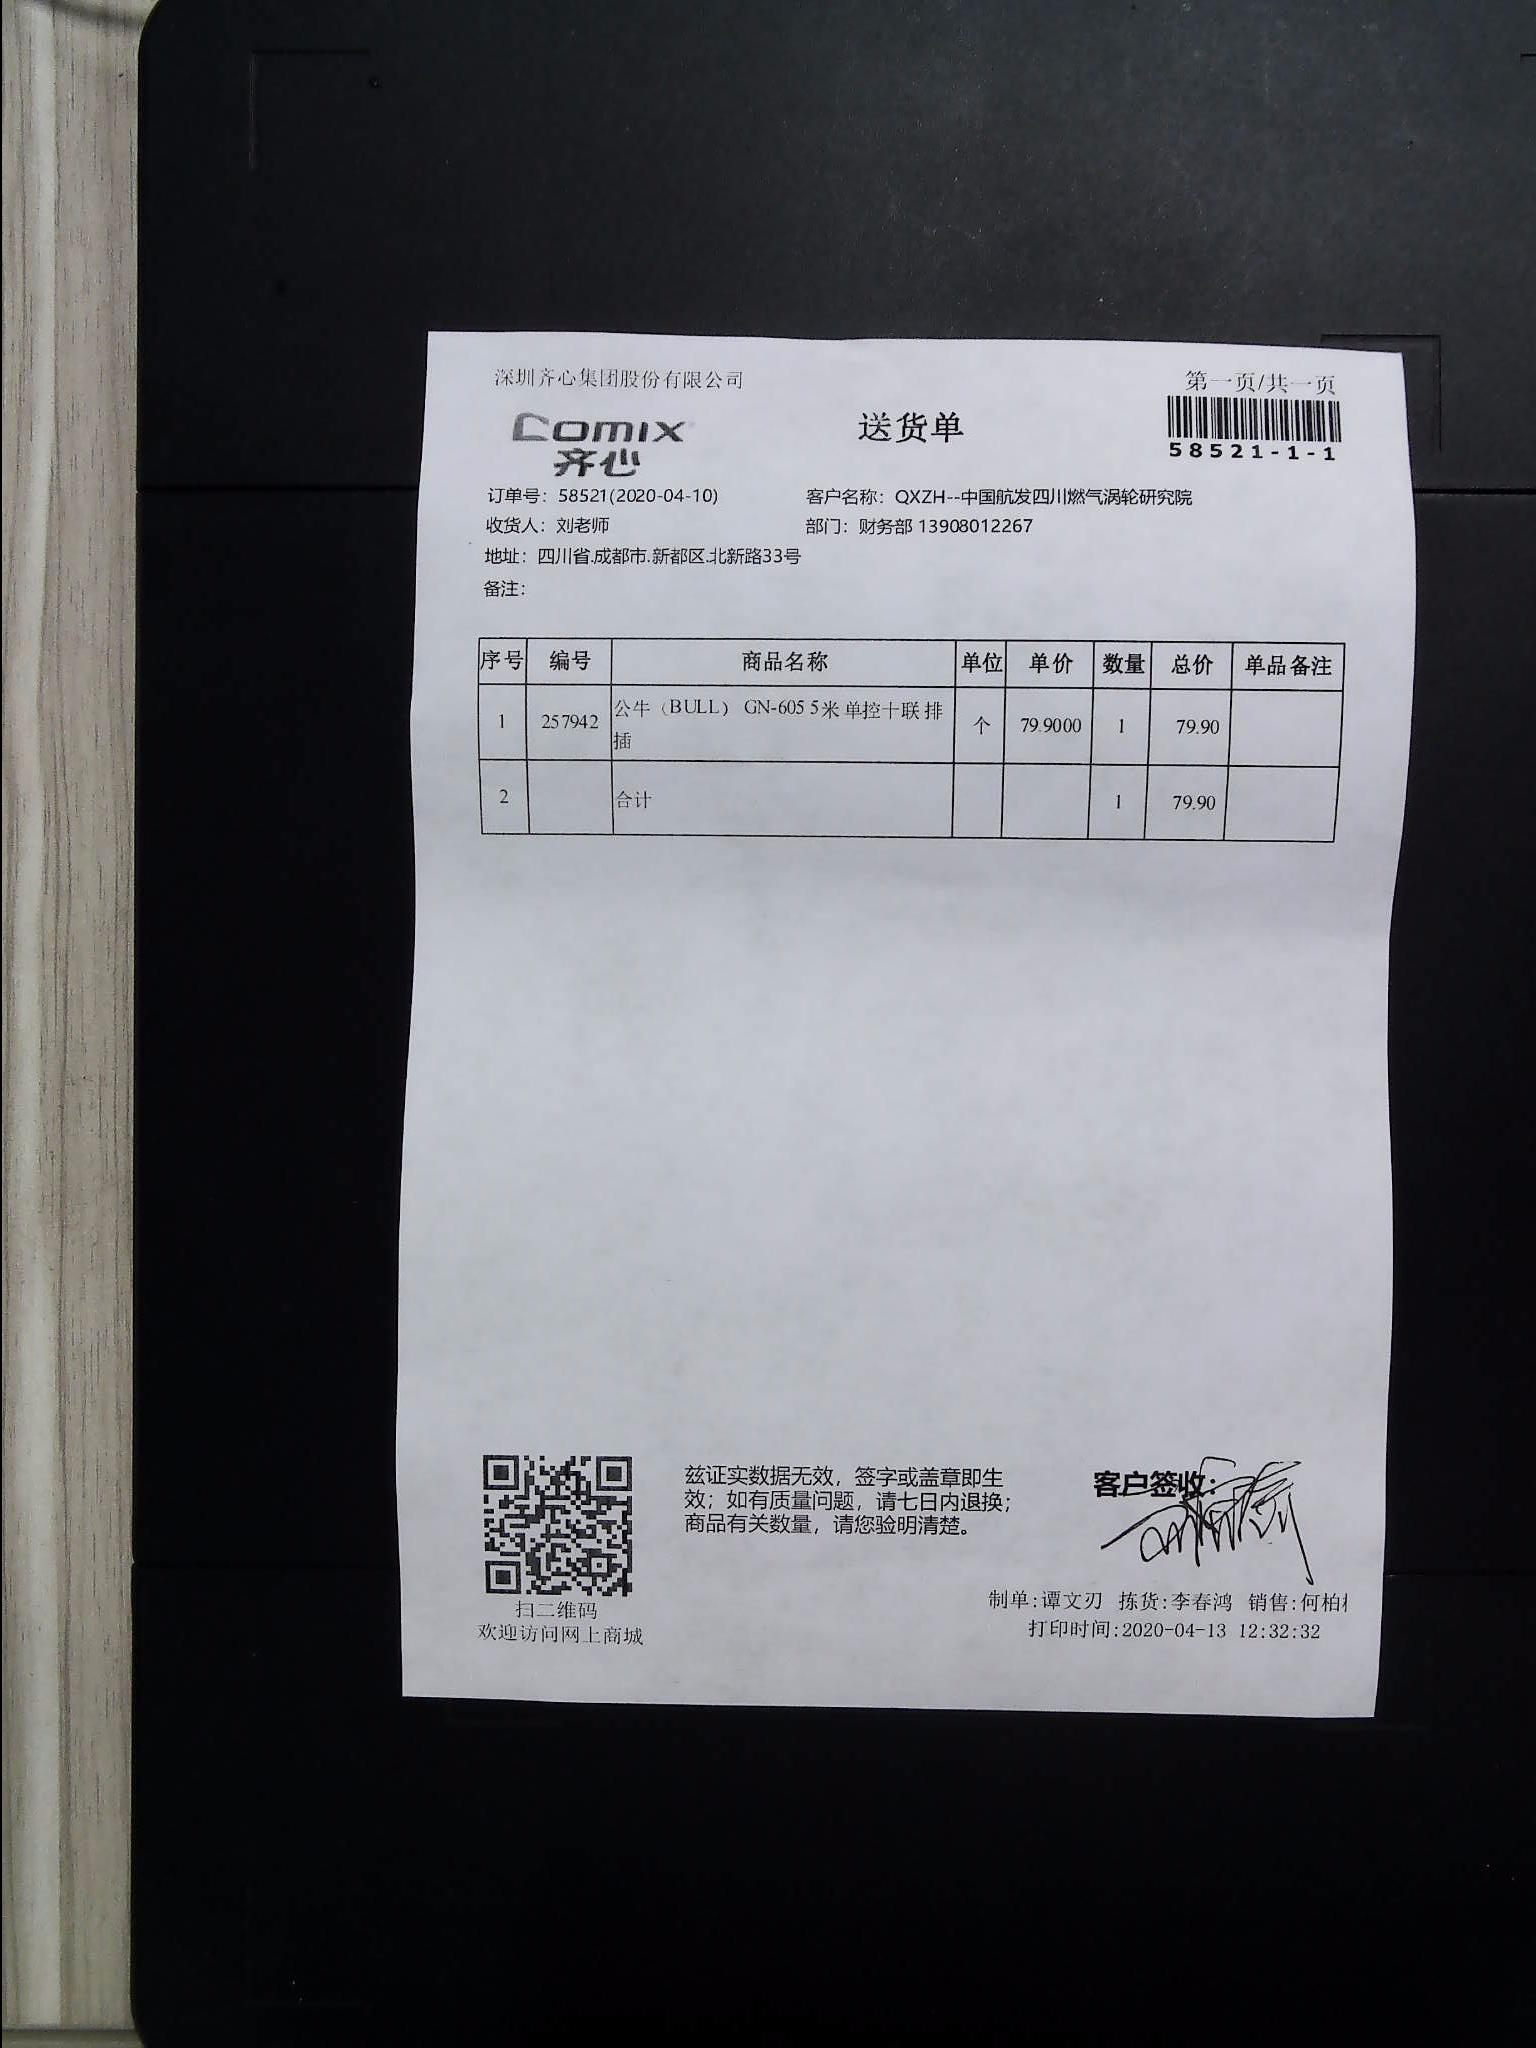 深圳齐心集团股份有限公司
第一页/共一页
comix
齐心
送货单
58521-1-1
订单号：58521(2020-04-10)
客户名称：QXZH--中国航发四川燃气涡轮研究院
收货人：刘老师
部门：财务部 13908012267
地址：四川省.成都市.新都区.北新路33号
备注：
序号 编号 商品名称 单位 单价 数量 总价 单品备注
1 257942 公牛（BULL） GN-605 5米 单控十联 排 个 79.9000 1 79.90
插
2 合计 1 79.90
兹证实数据无效，签字或盖章即生
效；如有质量问题，请七日内退换；
商品有关数量，请您验明清楚。
客户签收：
扫二维码
欢迎访问网上商城
制单:谭文刃 拣货:李春鸿 销售:何柏
打印时间:2020-04-13 12:32:32